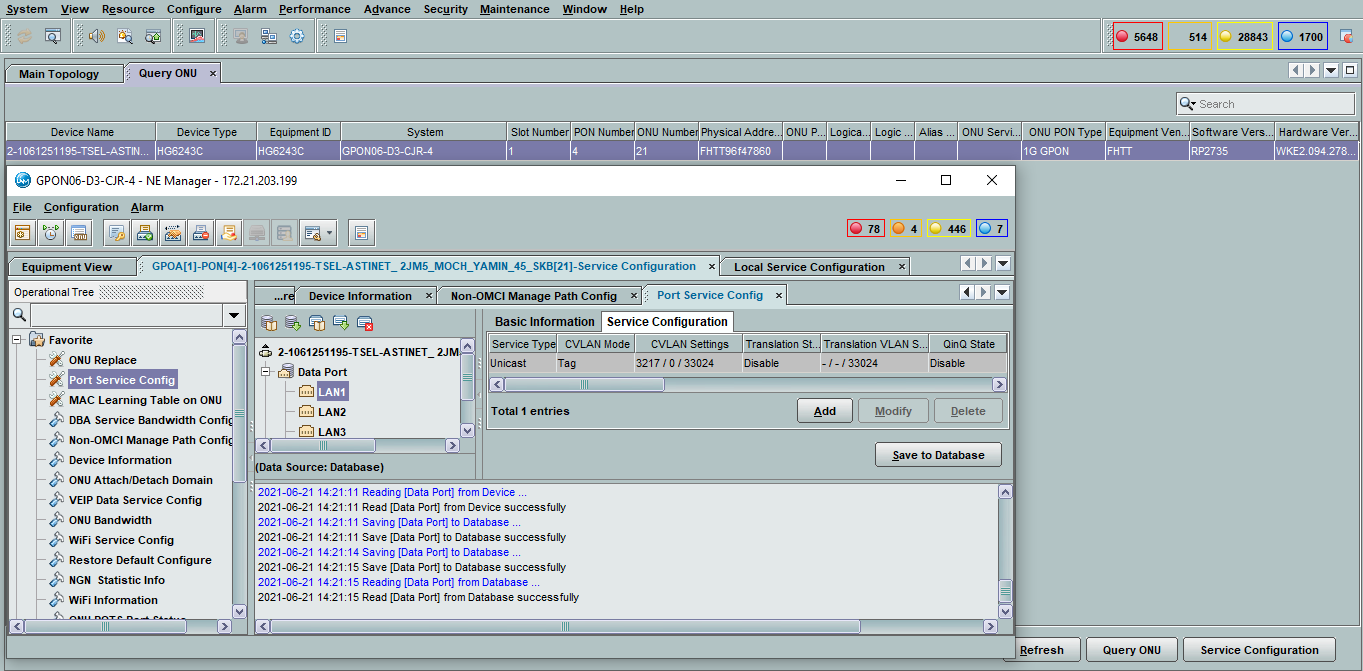 System View Resource Configure Alarm Performance Advance Security Maintenance Window Help
5648 514 28843 1700
Main Topology Query ONU ×
Search
Device Name Device Type Equipment ID System Slot Number PON Number ONU Number Physical Addre... ONU P... Logica... Logic ... Alias ... ONU Servi... ONU PON Type Equipment Ven... Software Vers... Hardware Ver...
2-1061251195-TSEL-ASTIN... HG6243C HG6243C GPON06-D3-CJR-4 1 4 21 FHTT96f47860 1G GPON FHTT RP2735 WKE2.094.278...
GPON06-D3-CJR-4 - NE Manager - 172.21.203.199
File Configuration Alarm
78 4 446 7
Equipment View GPOA[1]-PON[4]-2-1061251195-TSEL-ASTINET_ 2JM5_MOCH_YAMIN_45_SKB[21]-Service Configuration × Local Service Configuration ×
Operational Tree
...re Device Information × Non-OMCI Manage Path Config × Port Service Config ×
Favorite
ONU Replace
Port Service Config
MAC Learning Table on ONU
DBA Service Bandwidth Config
Non-OMCI Manage Path Config
Device Information
ONU Attach/Detach Domain
VEIP Data Service Config
ONU Bandwidth
WiFi Service Config
Restore Default Configure
NGN Statistic Info
WiFi Information
ONU POTS Port Status
2-1061251195-TSEL-ASTINET_ 2JM
Data Port
LAN1
LAN2
LAN3
(Data Source: Database)
Basic Information Service Configuration
Service Type CVLAN Mode CVLAN Settings Translation St... Translation VLAN S... QinQ State
Unicast Tag 3217 / 0 / 33024 Disable - / - / 33024 Disable
Total 1 entries Add Modify Delete
Save to Database
2021-06-21 14:21:11 Reading [Data Port] from Device ...
2021-06-21 14:21:11 Read [Data Port] from Device successfully
2021-06-21 14:21:11 Saving [Data Port] to Database ...
2021-06-21 14:21:11 Save [Data Port] to Database successfully
2021-06-21 14:21:14 Saving [Data Port] to Database ...
2021-06-21 14:21:15 Save [Data Port] to Database successfully
2021-06-21 14:21:15 Reading [Data Port] from Database ...
2021-06-21 14:21:15 Read [Data Port] from Database successfully
Refresh Query ONU Service Configuration